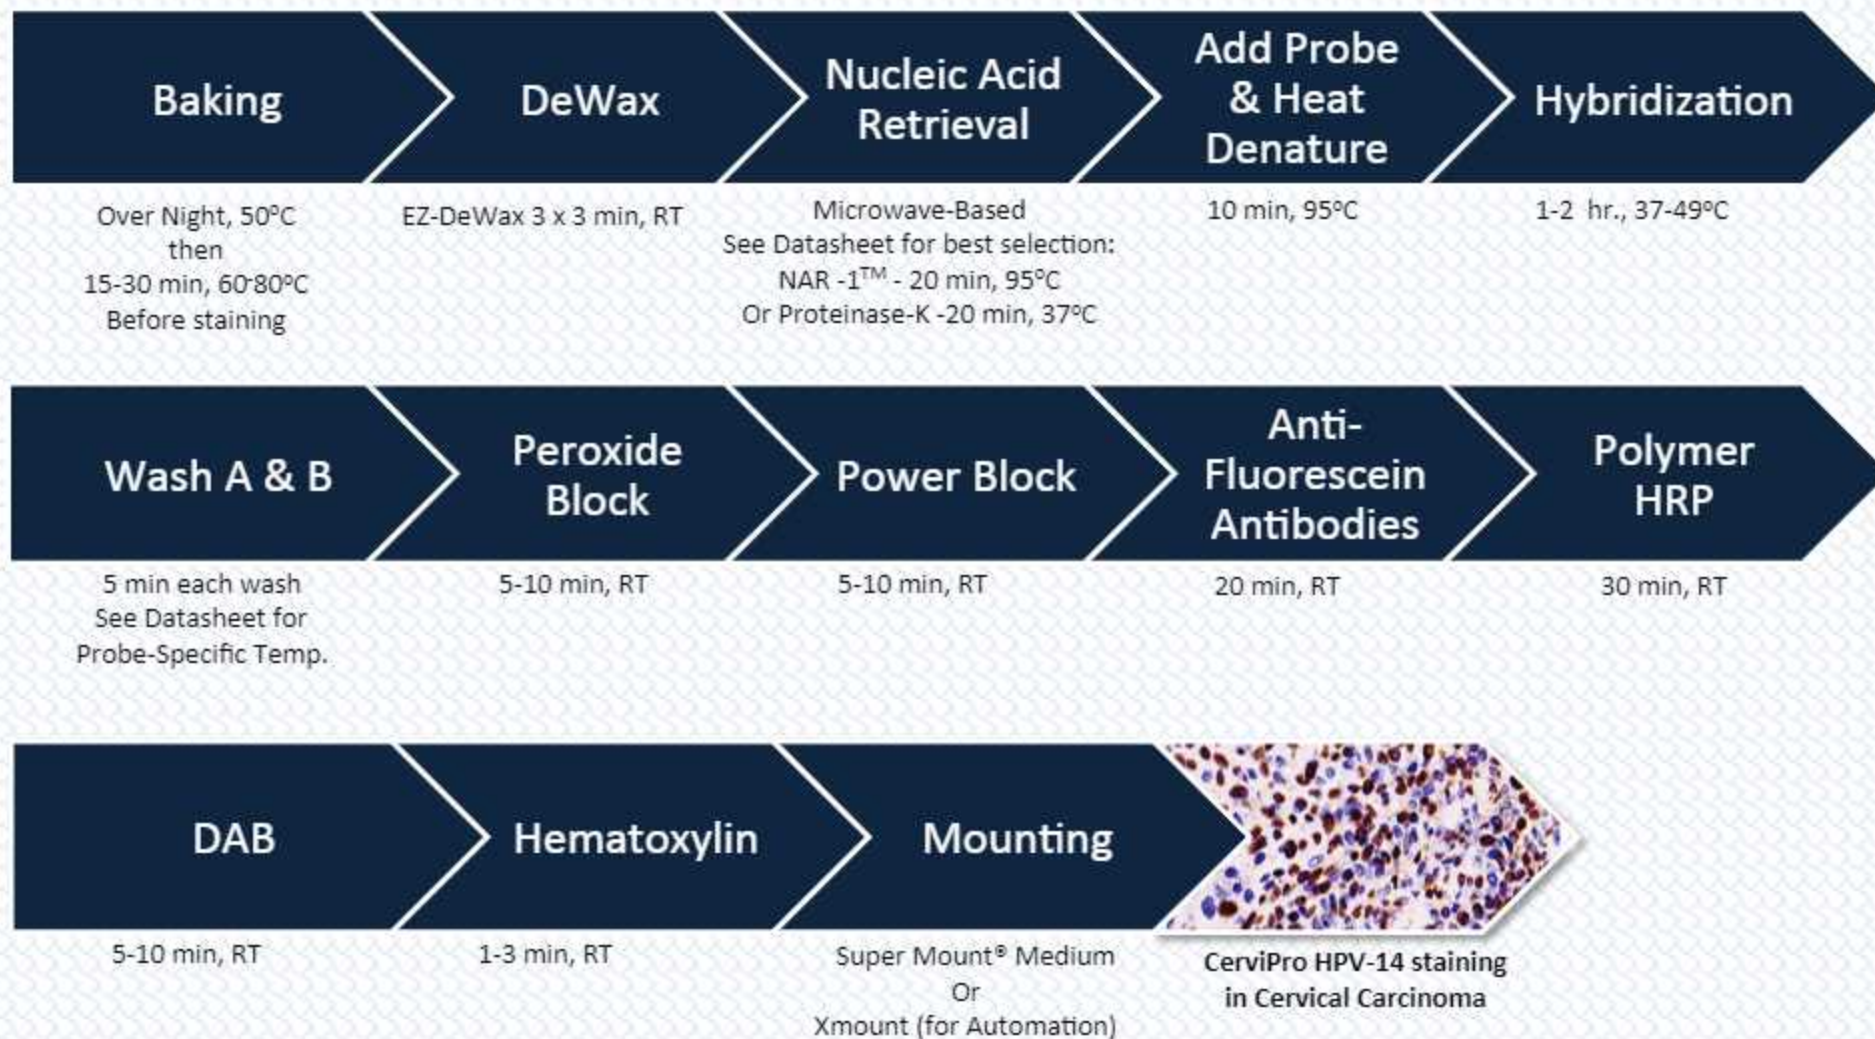 Baking
DeWax
Nucleic Acid
Retrieval
Add Probe
& Heat
Denature
Hybridization
Over Night, 50°C
then
15-30 min, 60-80°C
Before staining
EZ-DeWax 3 x 3 min, RT
Microwave-Based
See Datasheet for best selection:
NAR -1™ - 20 min, 95°C
Or Proteinase-K -20 min, 37°C
10 min, 95°C
1-2 hr., 37-49°C
Wash A & B
Peroxide
Block
Power Block
Anti-
Fluorescein
Antibodies
Polymer
HRP
5 min each wash
See Datasheet for
Probe-Specific Temp.
5-10 min, RT
5-10 min, RT
20 min, RT
30 min, RT
DAB
Hematoxylin
Mounting
5-10 min, RT
1-3 min, RT
Super Mount® Medium
Or
Xmount (for Automation)
CerviPro HPV-14 staining
in Cervical Carcinoma